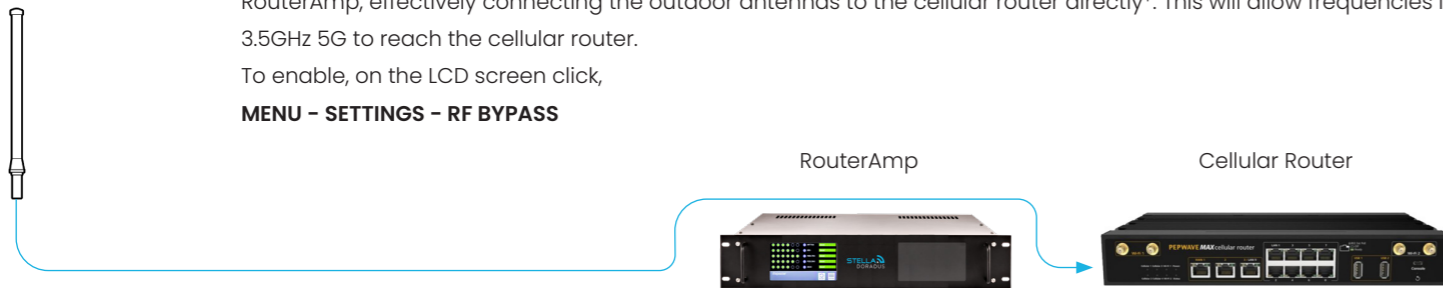 RouterAmp, effectively connecting the outdoor antennas to the cellular router directly*. This will allow frequencies
3.5GHz 5G to reach the cellular router.
To enable, on the LCD screen click,
MENU - SETTINGS - RF BYPASS
RouterAmp
Cellular Router
STELLA
DORADUS
PEPWAVE MAX cellular router